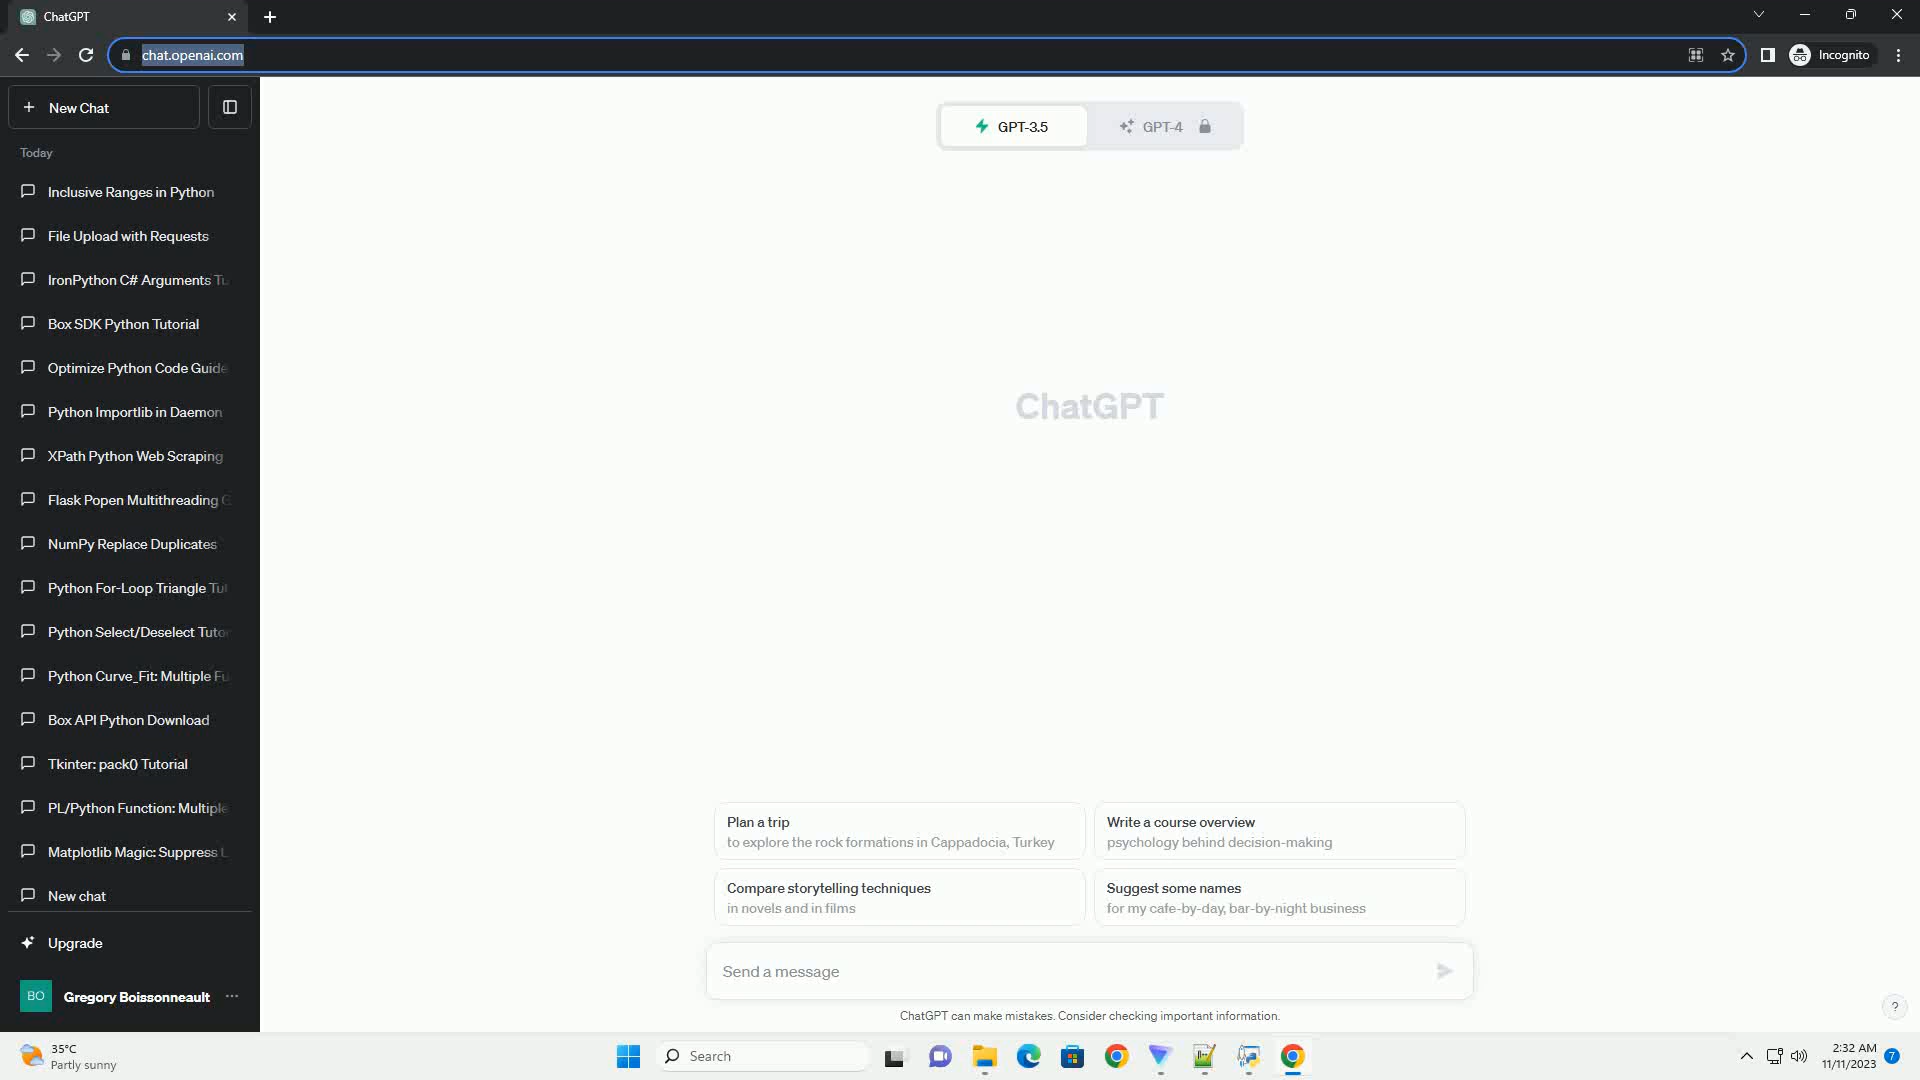 ChatGPT
chat.openai.com
Incognito
New Chat
Today
Inclusive Ranges in Python
File Upload with Requests
IronPython C# Arguments Tu
Box SDK Python Tutorial
Optimize Python Code Guide
Python Importlib in Daemon
XPath Python Web Scraping
Flask Popen Multithreading G
NumPy Replace Duplicates
Python For-Loop Triangle Tut
Python Select/Deselect Tutor
Python Curve_Fit: Multiple Fu
Box API Python Download
Tkinter: pack() Tutorial
PL/Python Function: Multiple
Matplotlib Magic: Suppress L
New chat
Upgrade
BO
Gregory Boissonneault
GPT-3.5
GPT-4
ChatGPT
Plan a trip
to explore the rock formations in Cappadocia, Turkey
Write a course overview
psychology behind decision-making
Compare storytelling techniques
in novels and in films
Suggest some names
for my cafe-by-day, bar-by-night business
Send a message
ChatGPT can make mistakes. Consider checking important information.
?
35°C
Partly sunny
Search
2:32 AM
11/11/2023
7